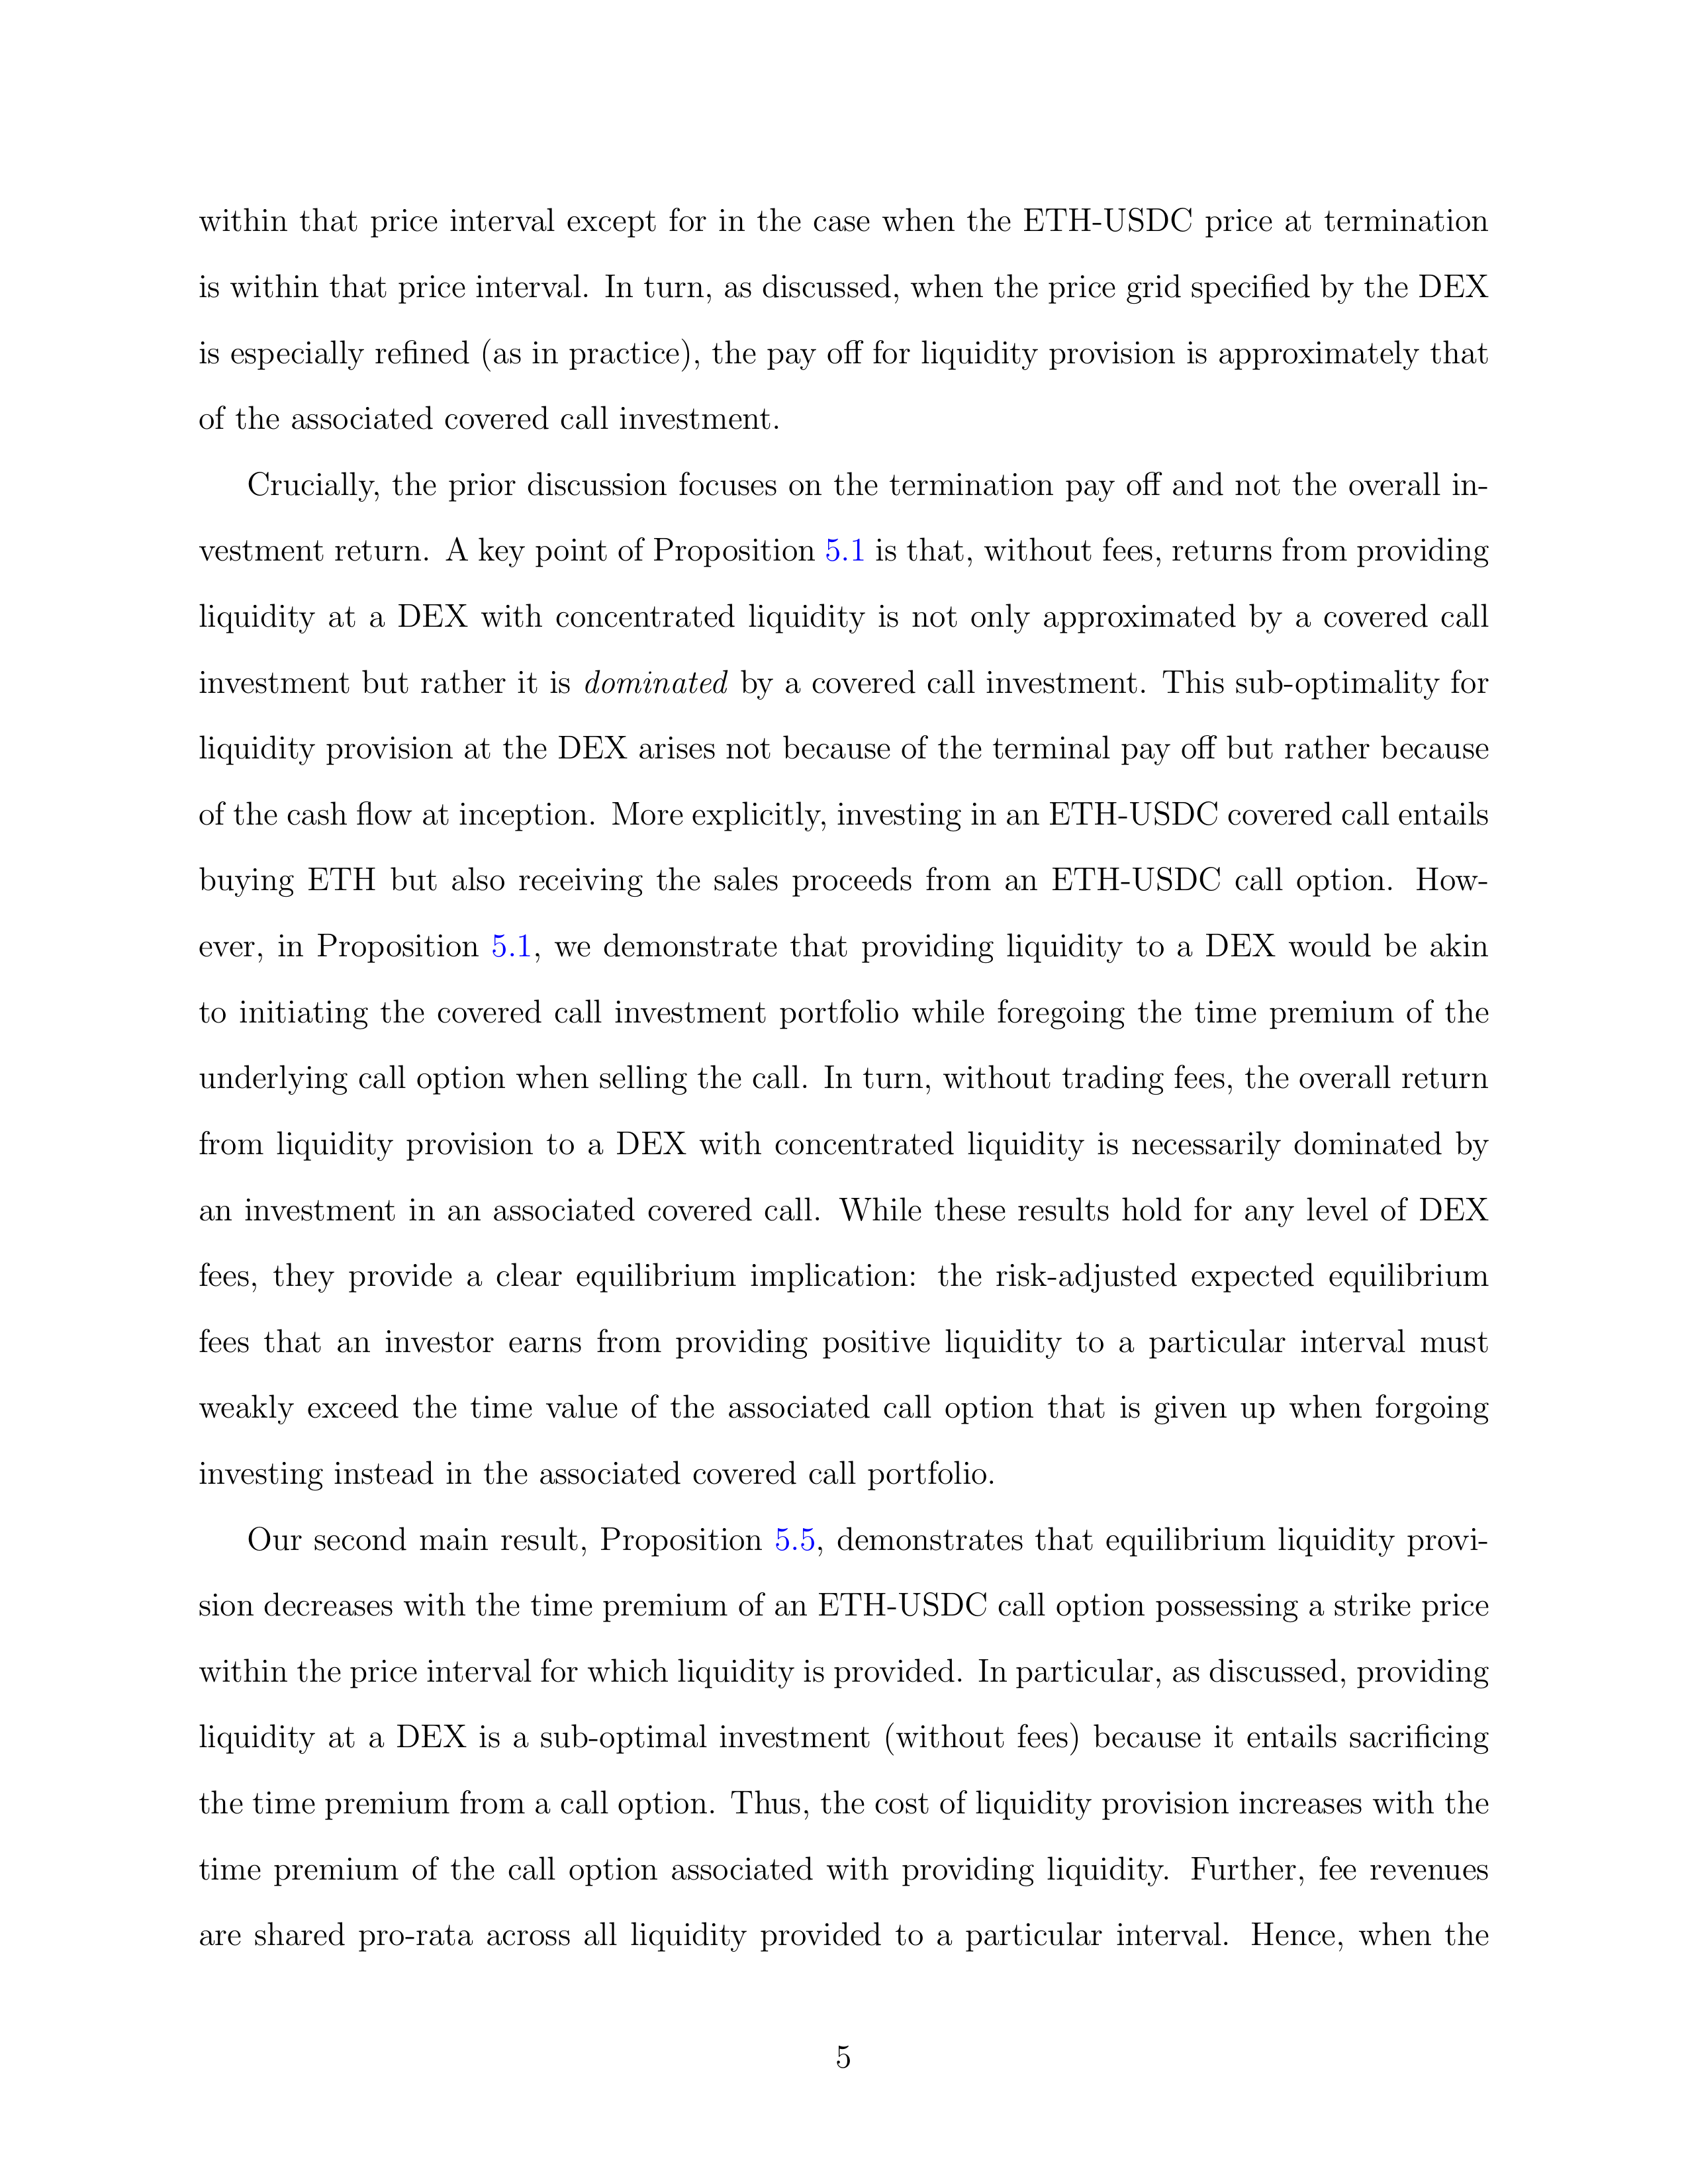 within that price interval except for in the case when the ETH-USDC price at termination
is within that price interval. In turn, as discussed, when the price grid specified by the DEX
is especially refined (as in practice), the pay off for liquidity provision is approximately that
of the associated covered call investment.
Crucially, the prior discussion focuses on the termination pay off and not the overall in-
vestment return. A key point of Proposition 5.1 is that, without fees, returns from providing
liquidity at a DEX with concentrated liquidity is not only approximated by a covered call
investment but rather it is dominated by a covered call investment. This sub-optimality for
liquidity provision at the DEX arises not because of the terminal pay off but rather because
of the cash flow at inception. More explicitly, investing in an ETH-USDC covered call entails
buying ETH but also receiving the sales proceeds from an ETH-USDC call option. How-
ever, in Proposition 5.1, we demonstrate that providing liquidity to a DEX would be akin
to initiating the covered call investment portfolio while foregoing the time premium of the
underlying call option when selling the call. In turn, without trading fees, the overall return
from liquidity provision to a DEX with concentrated liquidity is necessarily dominated by
an investment in an associated covered call. While these results hold for any level of DEX
fees, they provide a clear equilibrium implication: the risk-adjusted expected equilibrium
fees that an investor earns from providing positive liquidity to a particular interval must
weakly exceed the time value of the associated call option that is given up when forgoing
investing instead in the associated covered call portfolio.
Our second main result, Proposition 5.5, demonstrates that equilibrium liquidity provi-
sion decreases with the time premium of an ETH-USDC call option possessing a strike price
within the price interval for which liquidity is provided. In particular, as discussed, providing
liquidity at a DEX is a sub-optimal investment (without fees) because it entails sacrificing
the time premium from a call option. Thus, the cost of liquidity provision increases with the
time premium of the call option associated with providing liquidity. Further, fee revenues
are shared pro-rata across all liquidity provided to a particular interval. Hence, when the
5